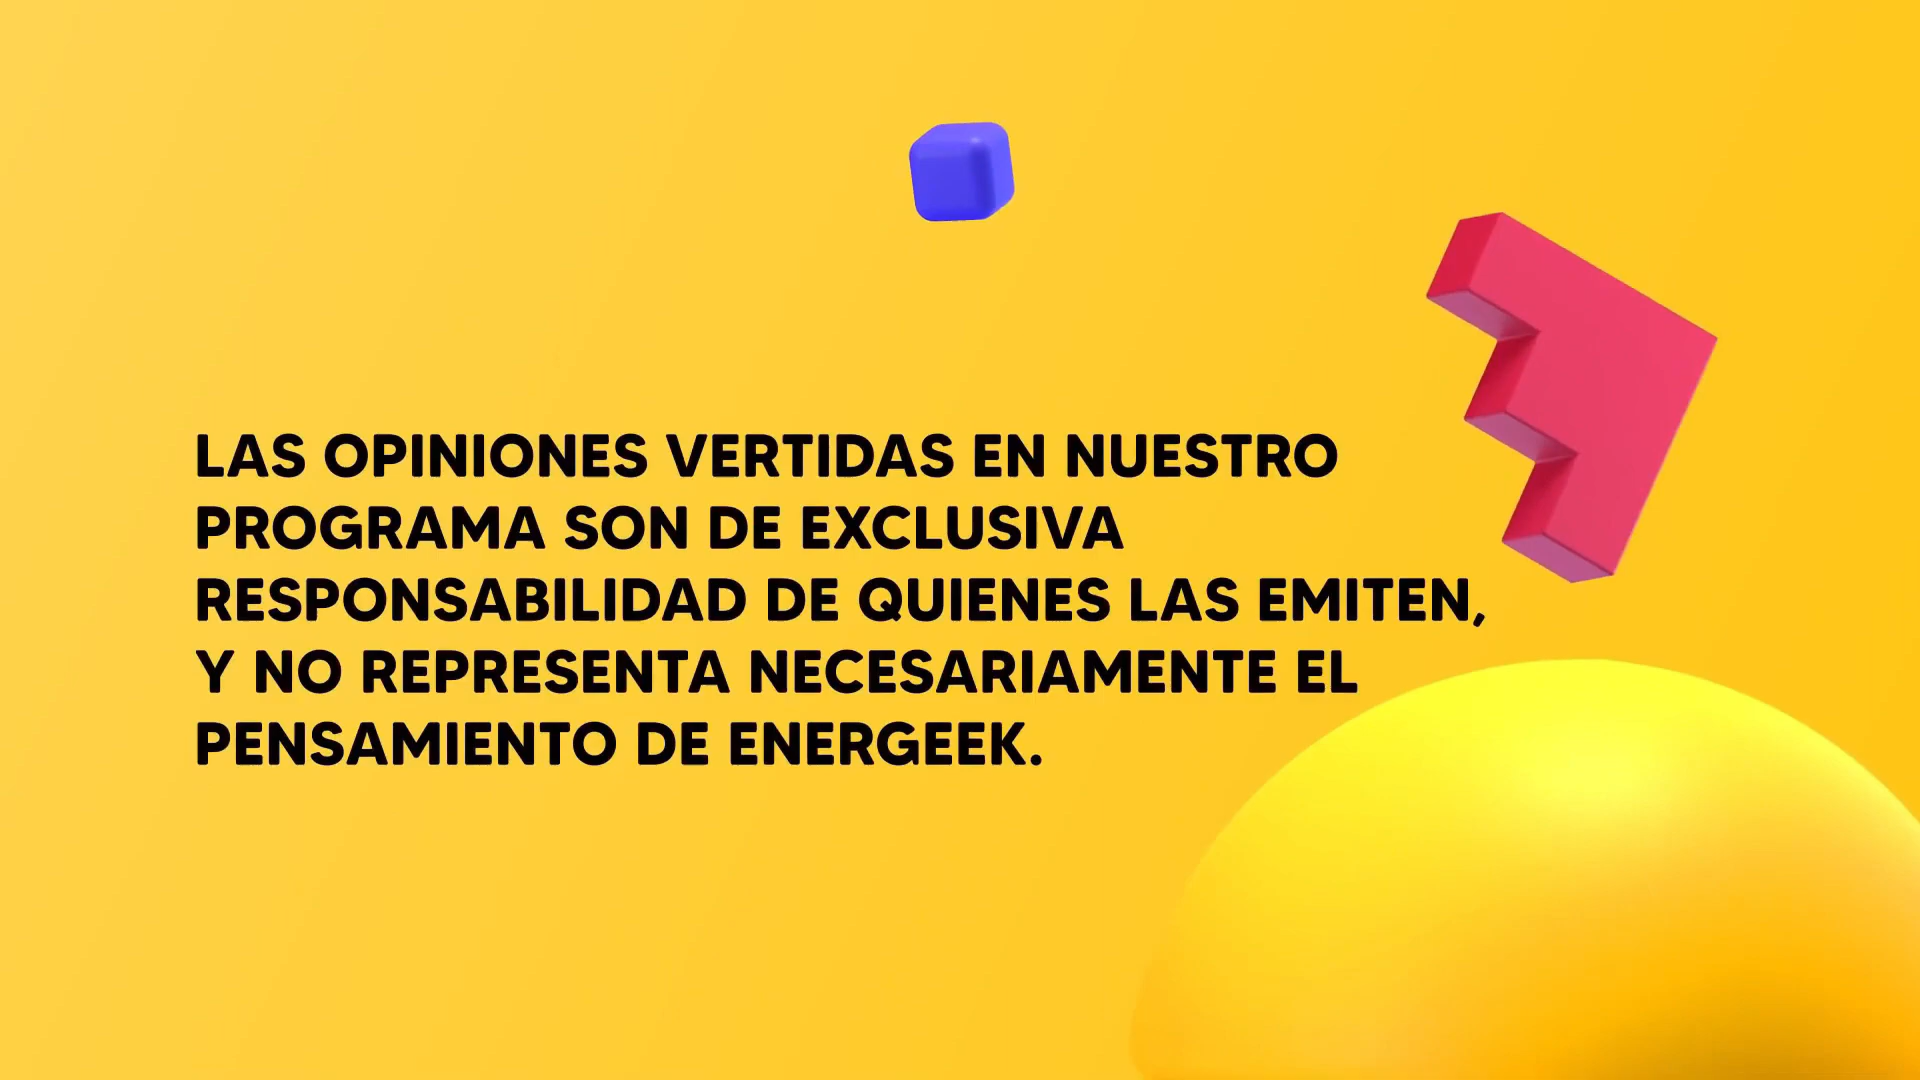 LAS OPINIONES VERTIDAS EN NUESTRO
PROGRAMA SON DE EXCLUSIVA
RESPONSABILIDAD DE QUIENES LAS EMITEN,
Y NO REPRESENTA NECESARIAMENTE EL
PENSAMIENTO DE ENERGEEK.